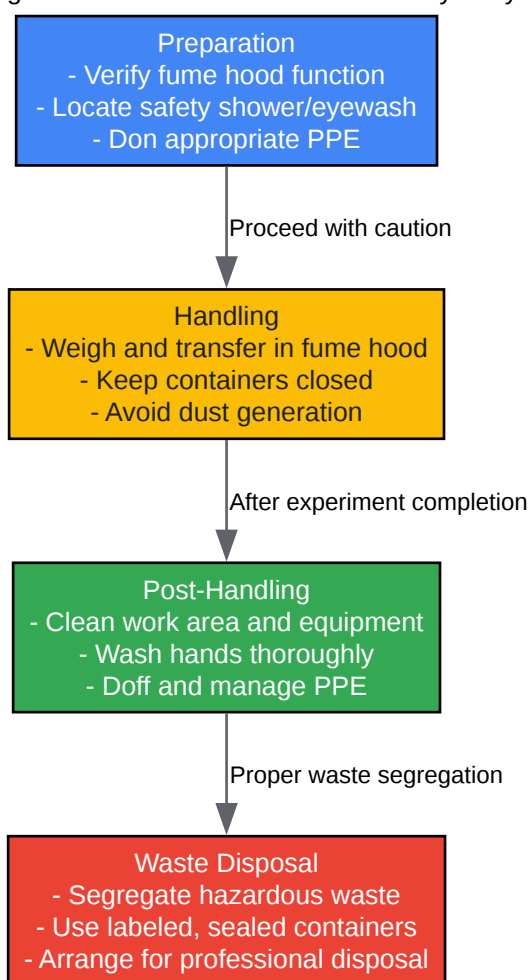 Preparation
- Verify fume hood function
- Locate safety shower/eyewash
- Don appropriate PPE
Proceed with caution
Handling
- Weigh and transfer in fume hood
- Keep containers closed
- Avoid dust generation
After experiment completion
Post-Handling
- Clean work area and equipment
- Wash hands thoroughly
- Doff and manage PPE
Proper waste segregation
Waste Disposal
- Segregate hazardous waste
- Use labeled, sealed containers
- Arrange for professional disposal